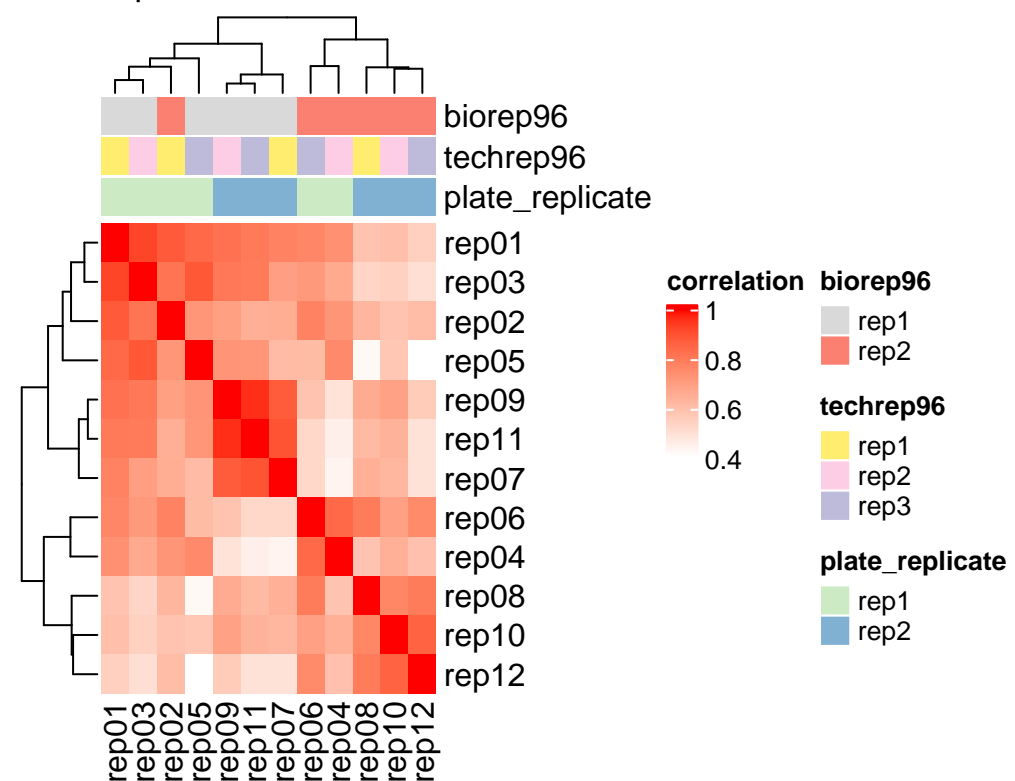 biorep96
techrep96
plate_replicate
rep01
rep03
rep02
rep05
rep09
rep11
rep07
rep06
rep04
rep08
rep10
rep12
rep01
rep03
rep02
rep05
rep09
rep11
rep07
rep06
rep04
rep08
rep10
rep12
correlation
1
0.8
0.6
0.4
biorep96
rep1
rep2
techrep96
rep1
rep2
rep3
plate_replicate
rep1
rep2